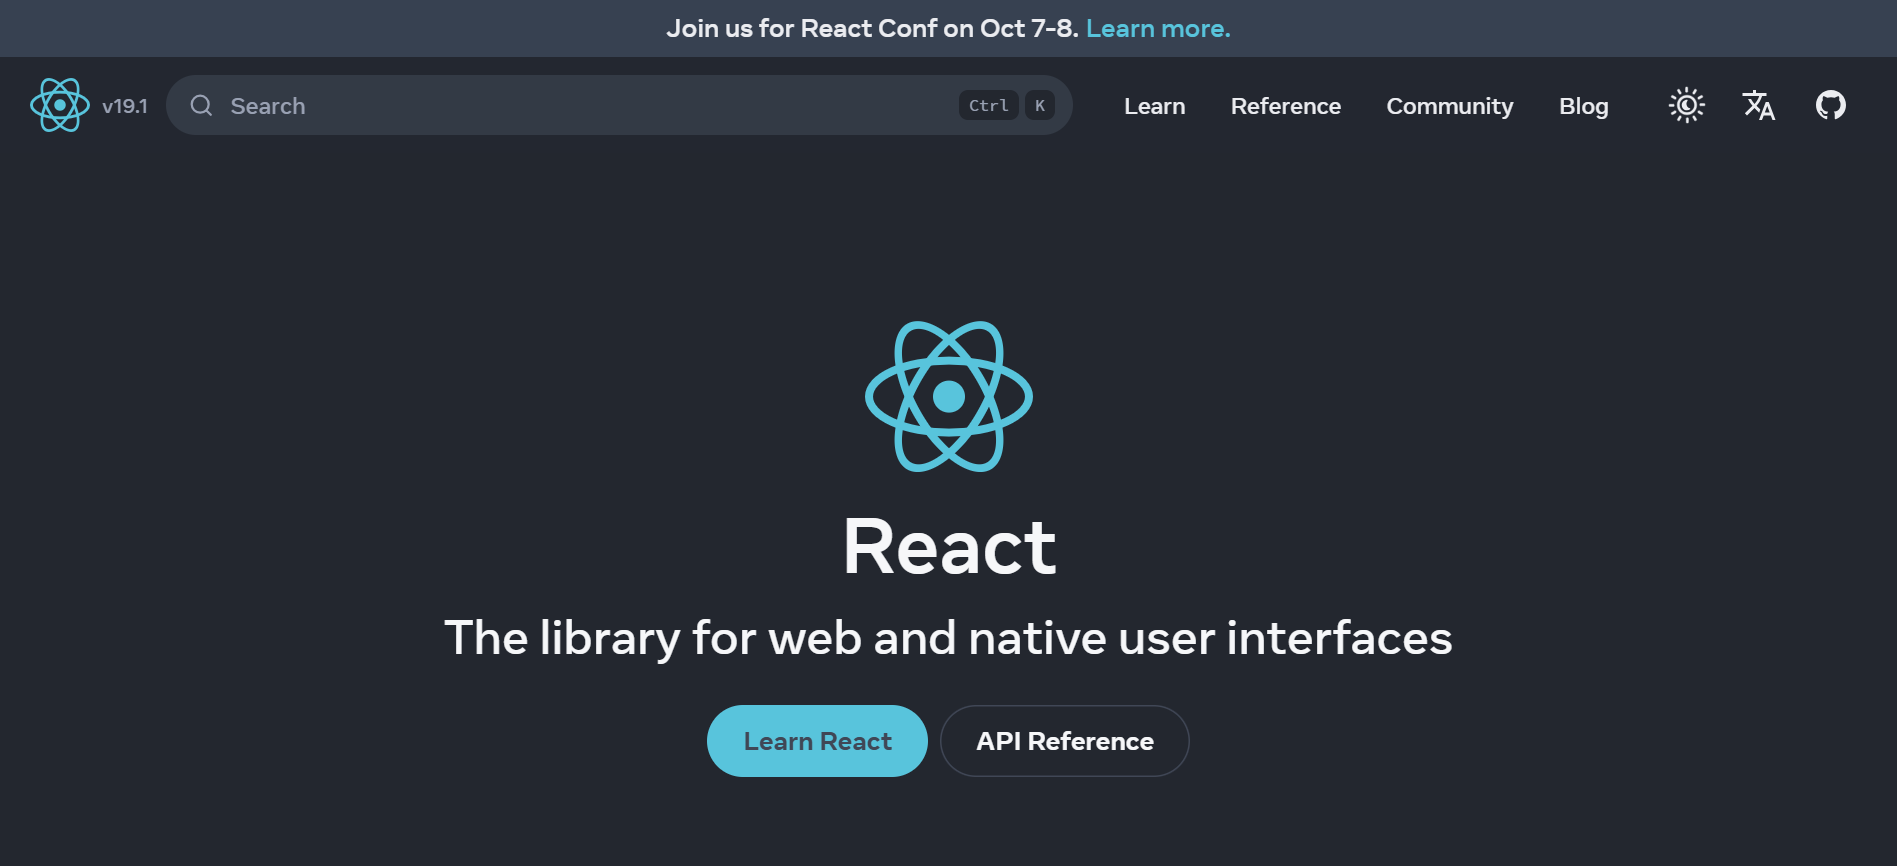 Join us for React Conf on Oct 7-8. Learn more.
v19.1 Search Ctrl K Learn Reference Community Blog
React
The library for web and native user interfaces
Learn React API Reference